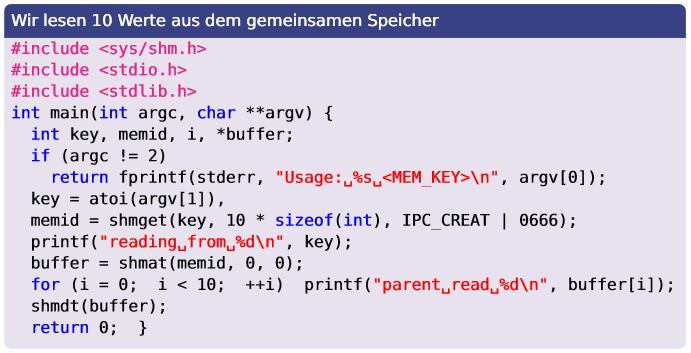 Wir lesen 10 Werte aus dem gemeinsamen Speicher
#include <sys/shm.h>
#include <stdio.h>
#include <stdlib.h>
int main(int argc, char **argv) {
  int key, memid, i, *buffer;
  if (argc != 2)
    return fprintf(stderr, "Usage:␣%s␣<MEM_KEY>\n", argv[0]);
  key = atoi(argv[1]),
  memid = shmget(key, 10 * sizeof(int), IPC_CREAT | 0666);
  printf("reading␣from␣%d\n", key);
  buffer = shmat(memid, 0, 0);
  for (i = 0;  i < 10;  ++i)  printf("parent␣read␣%d\n", buffer[i]);
  shmdt(buffer);
  return 0;  }